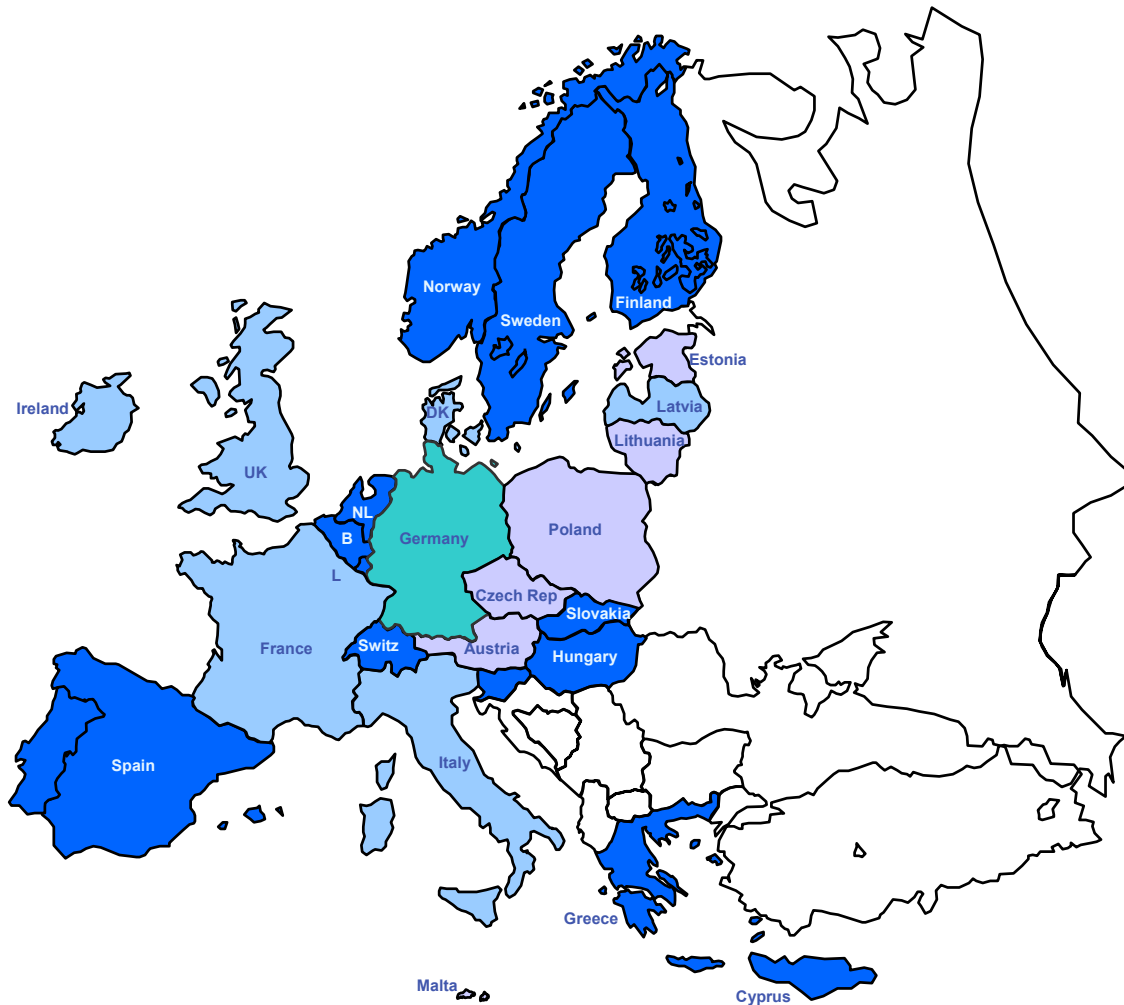 Norway
Finland
Sweden
Estonia
Ireland
DK
Latvia
Lithuania
UK
NL
Poland
B
Germany
L
Czech Rep
Slovakia
France
Switz
Austria
Hungary
Spain
Italy
Greece
Malta
Cyprus